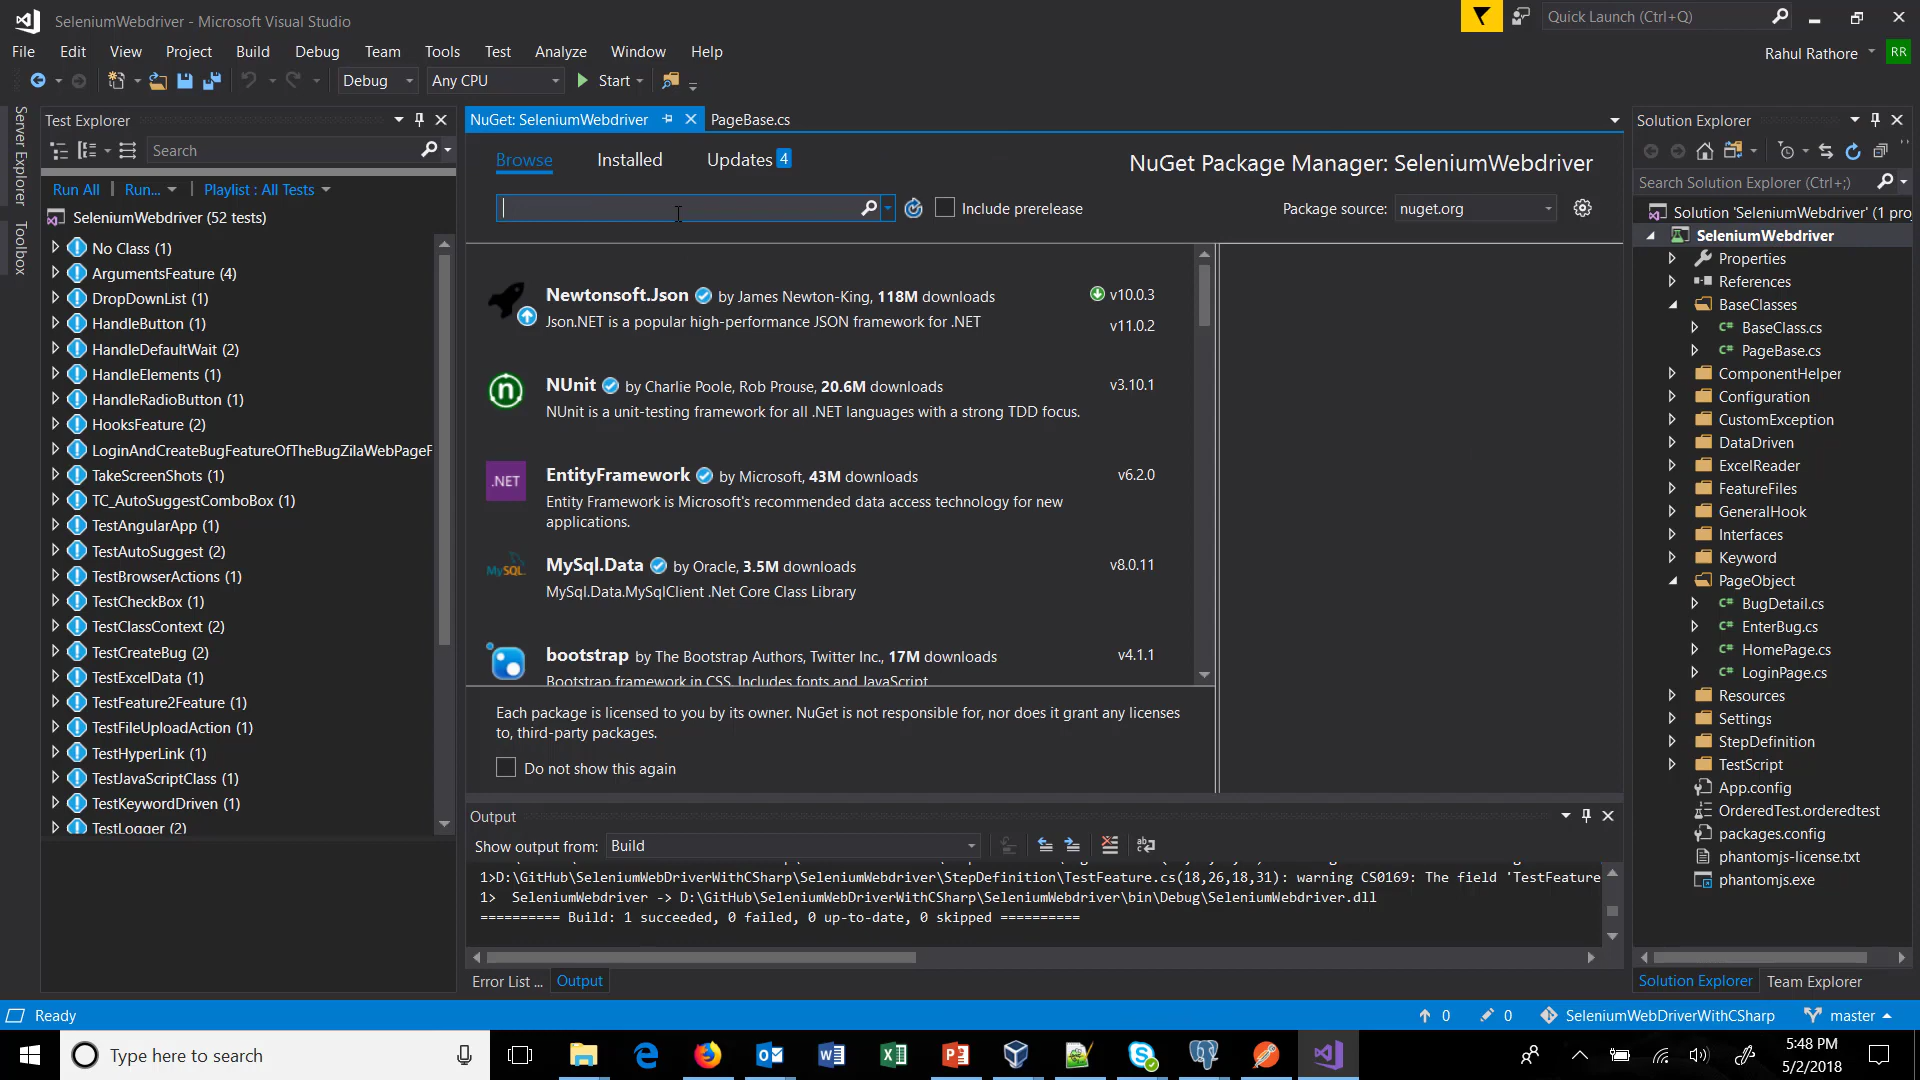 SeleniumWebdriver - Microsoft Visual Studio
Quick Launch (Ctrl+Q)
File Edit View Project Build Debug Team Tools Test Analyze Window Help
Rahul Rathore RR
Debug Any CPU Start
Server Explorer
Toolbox
Test Explorer
Search
Run All Run... Playlist : All Tests
SeleniumWebdriver (52 tests)
No Class (1)
ArgumentsFeature (4)
DropDownList (1)
HandleButton (1)
HandleDefaultWait (2)
HandleElements (1)
HandleRadioButton (1)
HooksFeature (2)
LoginAndCreateBugFeatureOfTheBugZilaWebPageF
TakeScreenShots (1)
TC_AutoSuggestComboBox (1)
TestAngularApp (1)
TestAutoSuggest (2)
TestBrowserActions (1)
TestCheckBox (1)
TestClassContext (2)
TestCreateBug (2)
TestExcelData (1)
TestFeature2Feature (1)
TestFileUploadAction (1)
TestHyperLink (1)
TestJavaScriptClass (1)
TestKeywordDriven (1)
TestLogger (2)
NuGet: SeleniumWebdriver PageBase.cs
Browse Installed Updates 4
NuGet Package Manager: SeleniumWebdriver
Include prerelease
Package source: nuget.org
Newtonsoft.Json by James Newton-King, 118M downloads v10.0.3
Json.NET is a popular high-performance JSON framework for .NET v11.0.2
NUnit by Charlie Poole, Rob Prouse, 20.6M downloads v3.10.1
NUnit is a unit-testing framework for all .NET languages with a strong TDD focus.
.NET
EntityFramework by Microsoft, 43M downloads v6.2.0
Entity Framework is Microsoft's recommended data access technology for new
applications.
MySQL
MySql.Data by Oracle, 3.5M downloads v8.0.11
MySql.Data.MySqlClient .Net Core Class Library
bootstrap by The Bootstrap Authors, Twitter Inc., 17M downloads v4.1.1
Bootstrap framework in CSS. Includes fonts and JavaScript
Each package is licensed to you by its owner. NuGet is not responsible for, nor does it grant any licenses
to, third-party packages.
Do not show this again
Output
Show output from: Build
1>D:\GitHub\SeleniumWebDriverWithCSharp\SeleniumWebdriver\StepDefinition\TestFeature.cs(18,26,18,31): warning CS0169: The field 'TestFeature
1> SeleniumWebdriver -> D:\GitHub\SeleniumWebDriverWithCSharp\SeleniumWebdriver\bin\Debug\SeleniumWebdriver.dll
========== Build: 1 succeeded, 0 failed, 0 up-to-date, 0 skipped ==========
Error List ... Output
Solution Explorer
Search Solution Explorer (Ctrl+;)
Solution 'SeleniumWebdriver' (1 pro
SeleniumWebdriver
Properties
References
BaseClasses
C# BaseClass.cs
C# PageBase.cs
ComponentHelper
Configuration
CustomException
DataDriven
ExcelReader
FeatureFiles
GeneralHook
Interfaces
Keyword
PageObject
C# BugDetail.cs
C# EnterBug.cs
C# HomePage.cs
C# LoginPage.cs
Resources
Settings
StepDefinition
TestScript
App.config
OrderedTest.orderedtest
packages.config
phantomjs-license.txt
phantomjs.exe
Solution Explorer Team Explorer
Ready
0 0 SeleniumWebDriverWithCSharp master
Type here to search
5:48 PM
5/2/2018